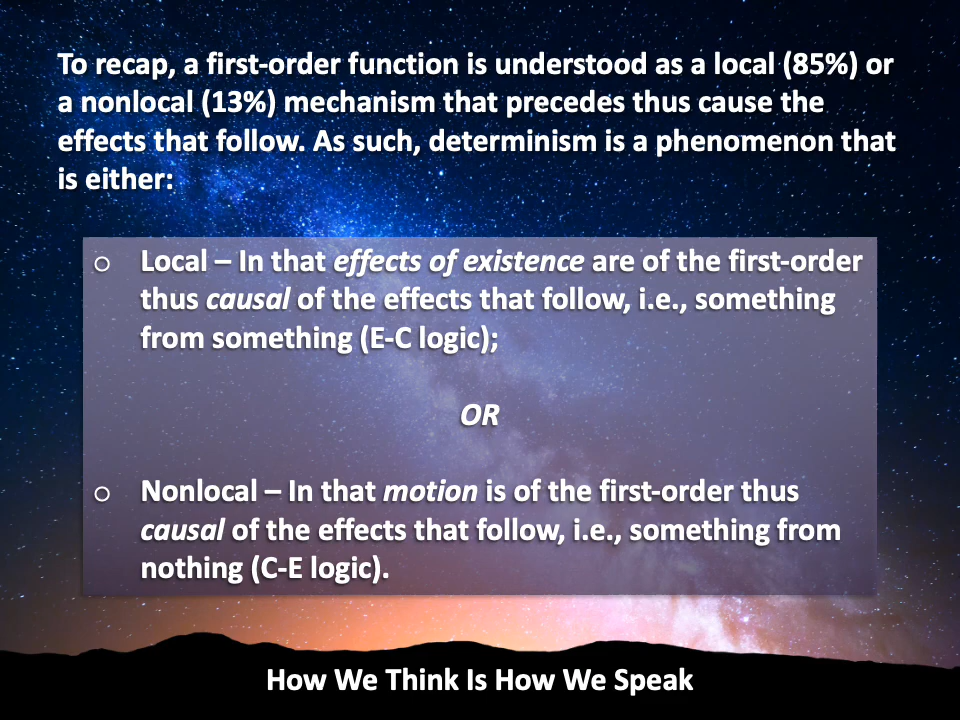 To recap, a first-order function is understood as a local (85%) or
a nonlocal (13%) mechanism that precedes thus cause the
effects that follow. As such, determinism is a phenomenon that
is either:
○ Local – In that effects of existence are of the first-order
thus causal of the effects that follow, i.e., something
from something (E-C logic);
OR
○ Nonlocal – In that motion is of the first-order thus
causal of the effects that follow, i.e., something from
nothing (C-E logic).
How We Think Is How We Speak